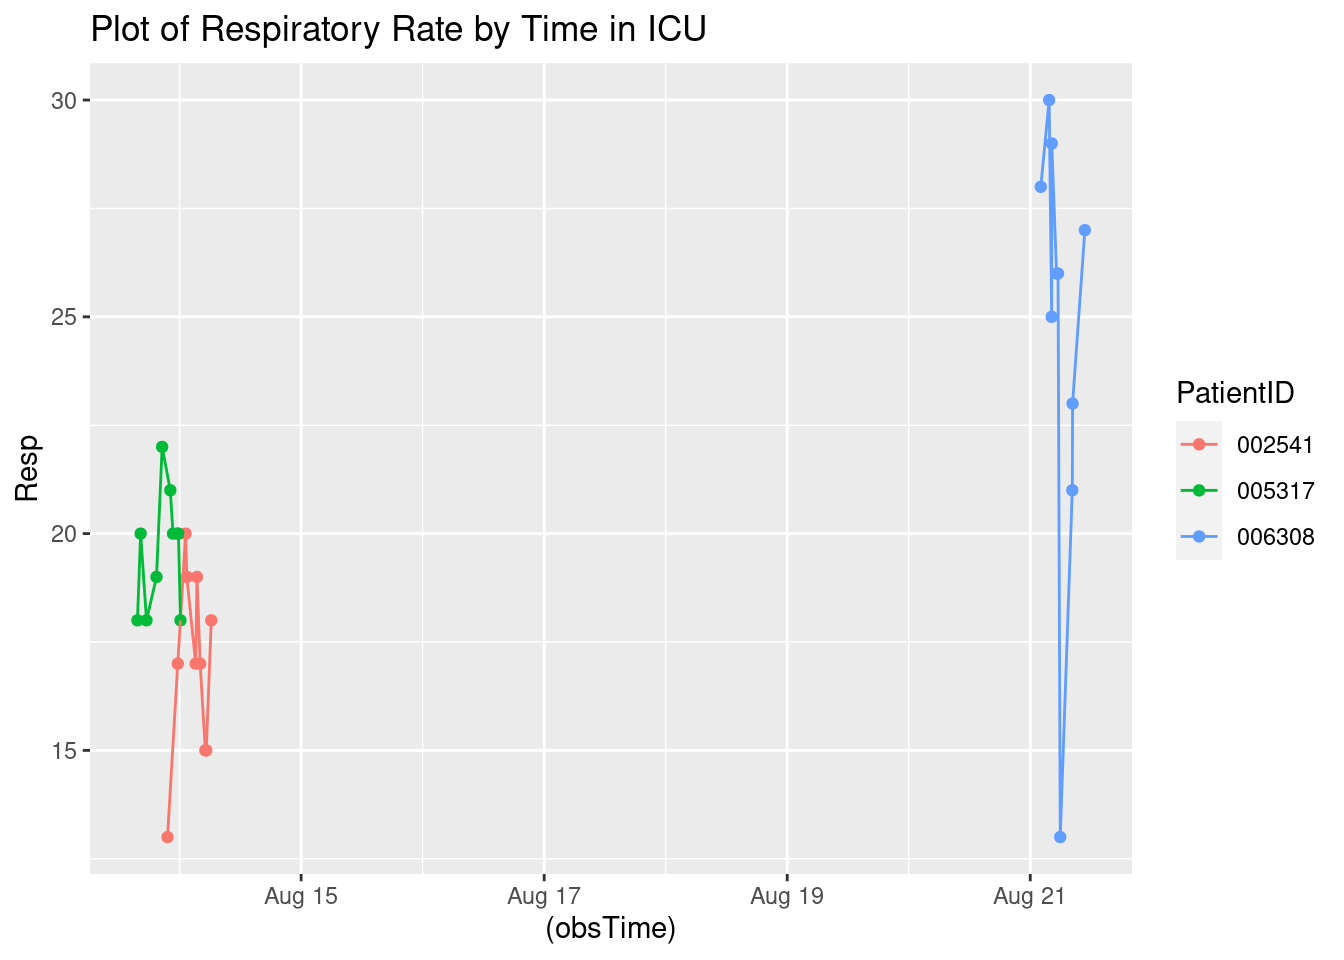 Plot of Respiratory Rate by Time in ICU
30
25
20
15
Resp
Aug 15
Aug 17
Aug 19
Aug 21
(obsTime)
PatientID
002541
005317
006308